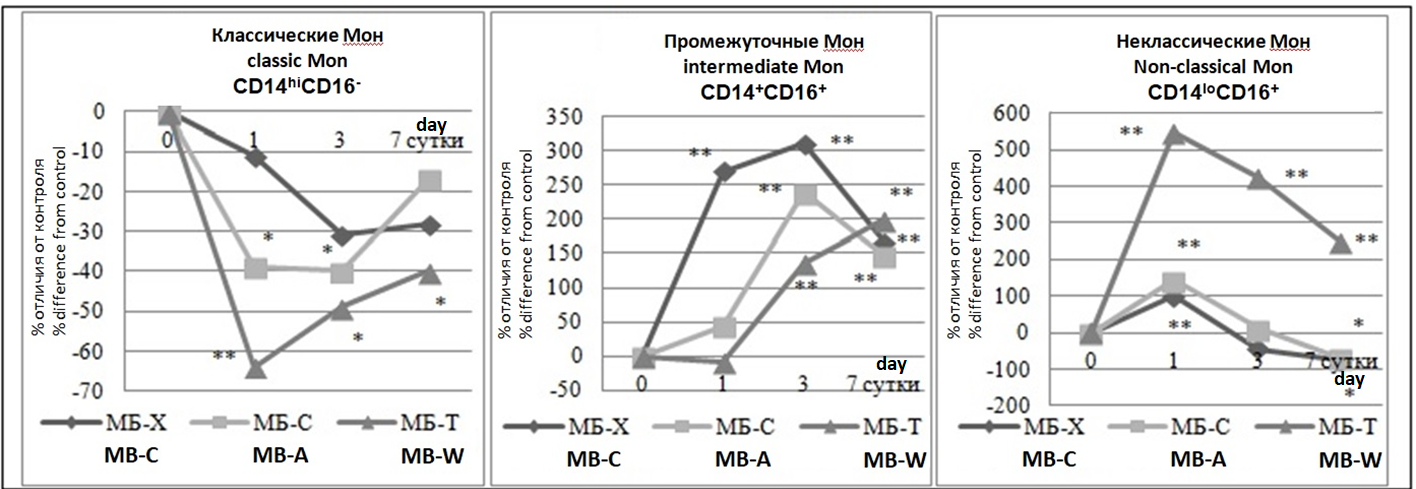 Классические Мон
classic Mon
CD14hiCD16-
% отличия от контроля
% difference from control
0
-10
-20
-30
-40
-50
-60
-70
0
1
3
7 сутки
day
*
*
**
*
*
МБ-Х
МБ-С
МБ-Т
MB-C
MB-A
MB-W
Промежуточные Мон
intermediate Mon
CD14+CD16+
% отличия от контроля
% difference from control
350
300
250
200
150
100
50
0
-50
0
1
3
7 сутки
day
**
**
**
**
**
**
**
МБ-Х
МБ-С
МБ-Т
MB-C
MB-A
MB-W
Неклассические Мон
Non-classical Mon
CD14loCD16+
% отличия от контроля
% difference from control
600
500
400
300
200
100
0
-100
-200
0
1
3
7 сутки
day
**
**
**
**
**
*
*
МБ-Х
МБ-С
МБ-Т
MB-C
MB-A
MB-W